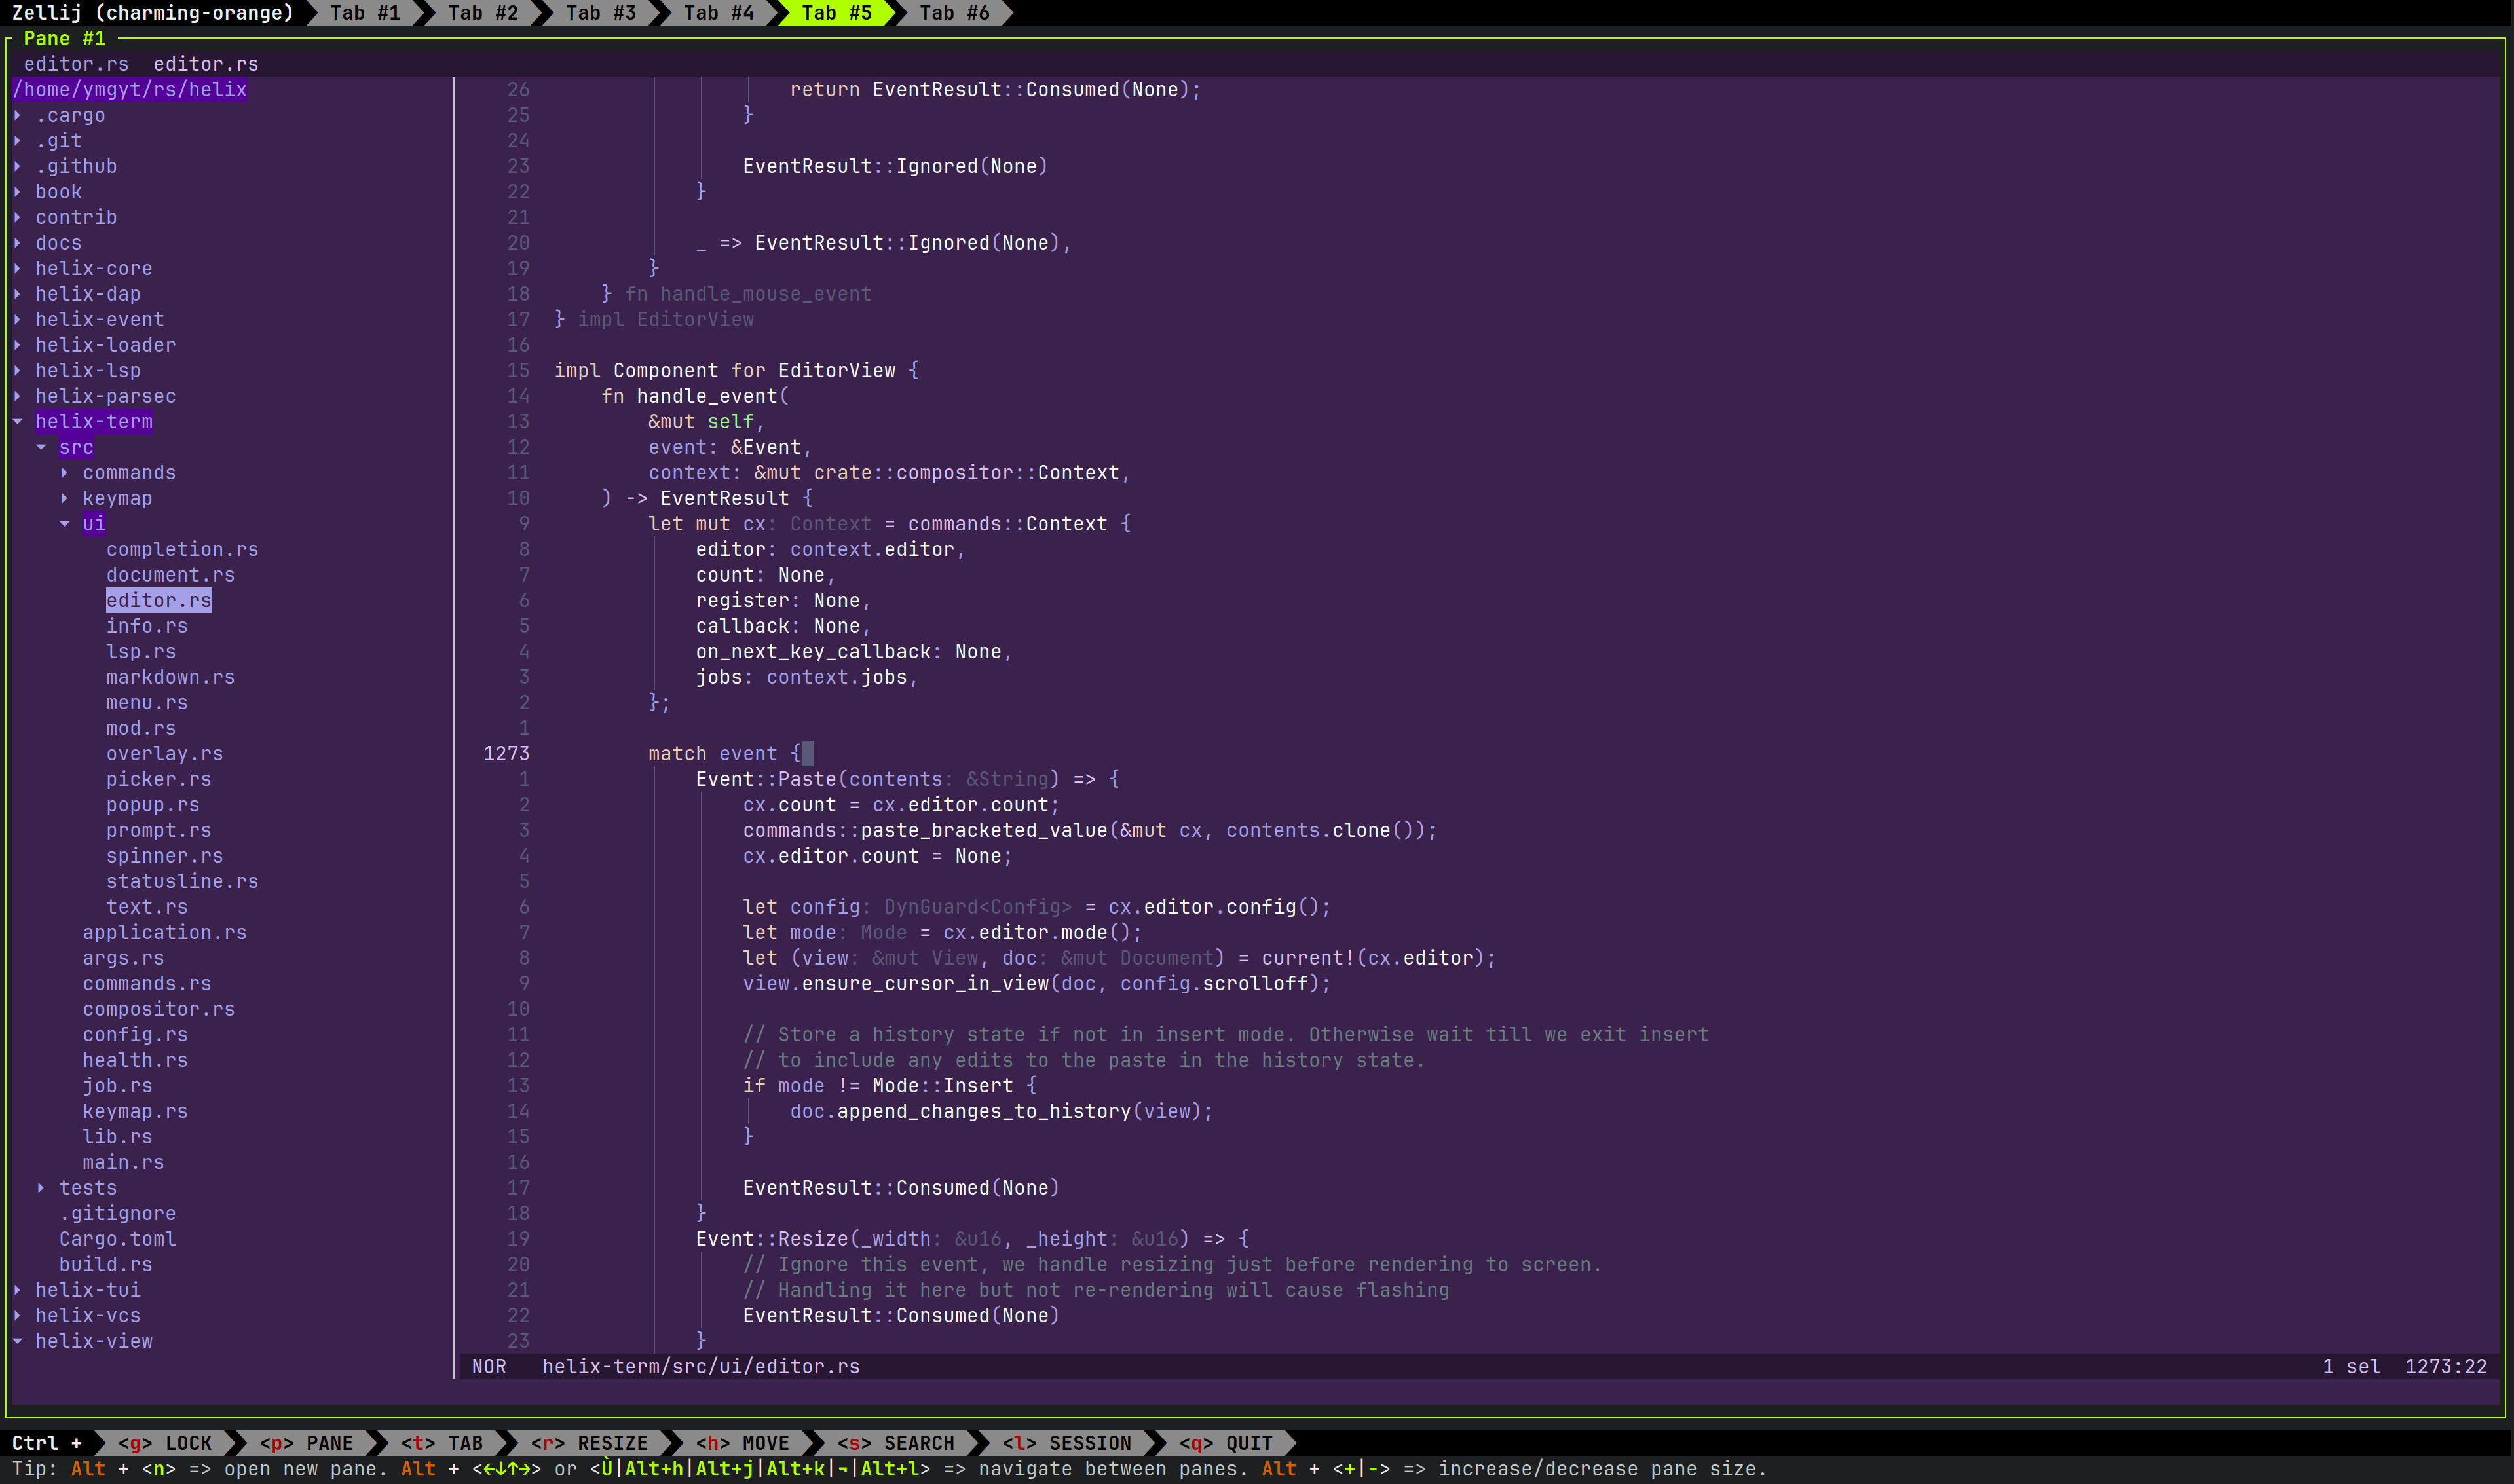 Zellij (charming-orange) Tab #1 Tab #2 Tab #3 Tab #4 Tab #5 Tab #6
Pane #1
editor.rs editor.rs
/home/ymgyt/rs/helix
.cargo
.git
.github
book
contrib
docs
helix-core
helix-dap
helix-event
helix-loader
helix-lsp
helix-parsec
helix-term
src
commands
keymap
ui
completion.rs
document.rs
editor.rs
info.rs
lsp.rs
markdown.rs
menu.rs
mod.rs
overlay.rs
picker.rs
popup.rs
prompt.rs
spinner.rs
statusline.rs
text.rs
application.rs
args.rs
commands.rs
compositor.rs
config.rs
health.rs
job.rs
keymap.rs
lib.rs
main.rs
tests
.gitignore
Cargo.toml
build.rs
helix-tui
helix-vcs
helix-view
26 return EventResult::Consumed(None);
25 }
24
23 EventResult::Ignored(None)
22 }
21
20 _ => EventResult::Ignored(None),
19 }
18 } fn handle_mouse_event
17 } impl EditorView
16
15 impl Component for EditorView {
14 fn handle_event(
13 &mut self,
12 event: &Event,
11 context: &mut crate::compositor::Context,
10 ) -> EventResult {
9 let mut cx: Context = commands::Context {
8 editor: context.editor,
7 count: None,
6 register: None,
5 callback: None,
4 on_next_key_callback: None,
3 jobs: context.jobs,
2 };
1
1273 match event {
1 Event::Paste(contents: &String) => {
2 cx.count = cx.editor.count;
3 commands::paste_bracketed_value(&mut cx, contents.clone());
4 cx.editor.count = None;
5
6 let config: DynGuard<Config> = cx.editor.config();
7 let mode: Mode = cx.editor.mode();
8 let (view: &mut View, doc: &mut Document) = current!(cx.editor);
9 view.ensure_cursor_in_view(doc, config.scrolloff);
10
11 // Store a history state if not in insert mode. Otherwise wait till we exit insert
12 // to include any edits to the paste in the history state.
13 if mode != Mode::Insert {
14 doc.append_changes_to_history(view);
15 }
16
17 EventResult::Consumed(None)
18 }
19 Event::Resize(_width: &u16, _height: &u16) => {
20 // Ignore this event, we handle resizing just before rendering to screen.
21 // Handling it here but not re-rendering will cause flashing
22 EventResult::Consumed(None)
23 }
NOR helix-term/src/ui/editor.rs 1 sel 1273:22
Ctrl + <g> LOCK <p> PANE <t> TAB <r> RESIZE <h> MOVE <s> SEARCH <l> SESSION <q> QUIT
Tip: Alt + <n> => open new pane. Alt + <←↓↑→> or <Ù|Alt+h|Alt+j|Alt+k|¬|Alt+l> => navigate between panes. Alt + <+|-> => increase/decrease pane size.